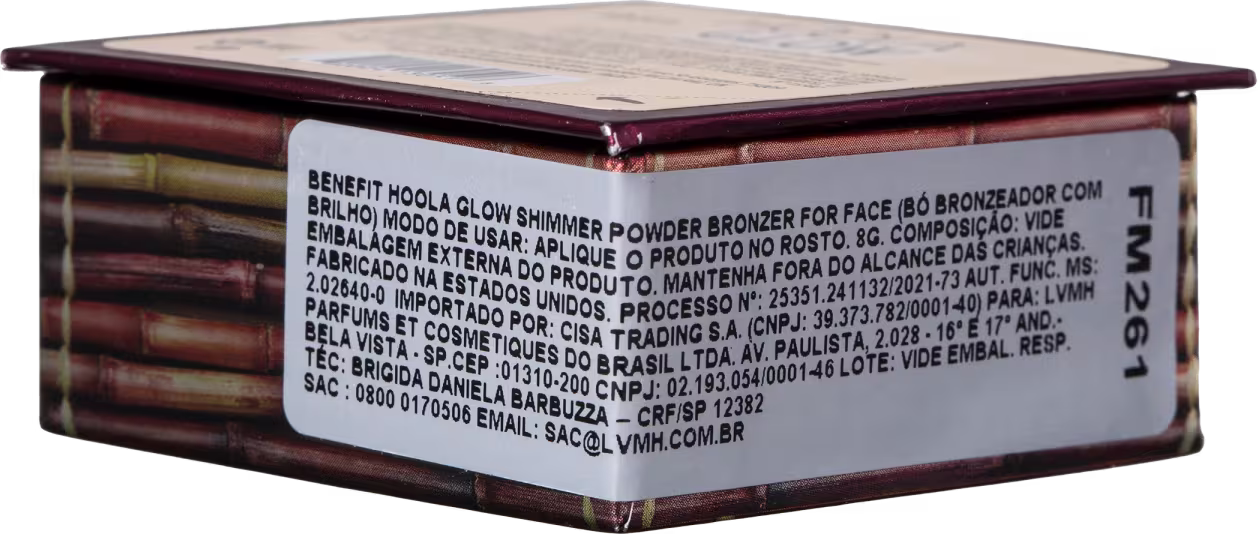 BENEFIT HOOLA GLOW SHIMMER POWDER BRONZER FOR FACE (BÓ BRONZEADOR COM
BRILHO) MODO DE USAR: APLIQUE O PRODUTO NO ROSTO. 8G. COMPOSIÇÃO: VIDE
EMBALAGEM EXTERNA DO PRODUTO. MANTENHA FORA DO ALCANCE DAS CRIANÇAS.
FABRICADO NA ESTADOS UNIDOS. PROCESSO Nº: 25351.241132/2021-73 AUT. FUNC. MS:
2.02640-0 IMPORTADO POR: CISA TRADING S.A. (CNPJ: 39.373.782/0001-40) PARA: LVMH
PARFUMS ET COSMETIQUES DO BRASIL LTDA. AV. PAULISTA, 2.028 - 16° E 17° AND.-
BELA VISTA - SP.CEP :01310-200 CNPJ: 02.193.054/0001-46 LOTE: VIDE EMBAL. RESP.
TÉC: BRIGIDA DANIELA BARBUZZA – CRF/SP 12382
SAC : 0800 0170506 EMAIL: SAC@LVMH.COM.BR
FM261